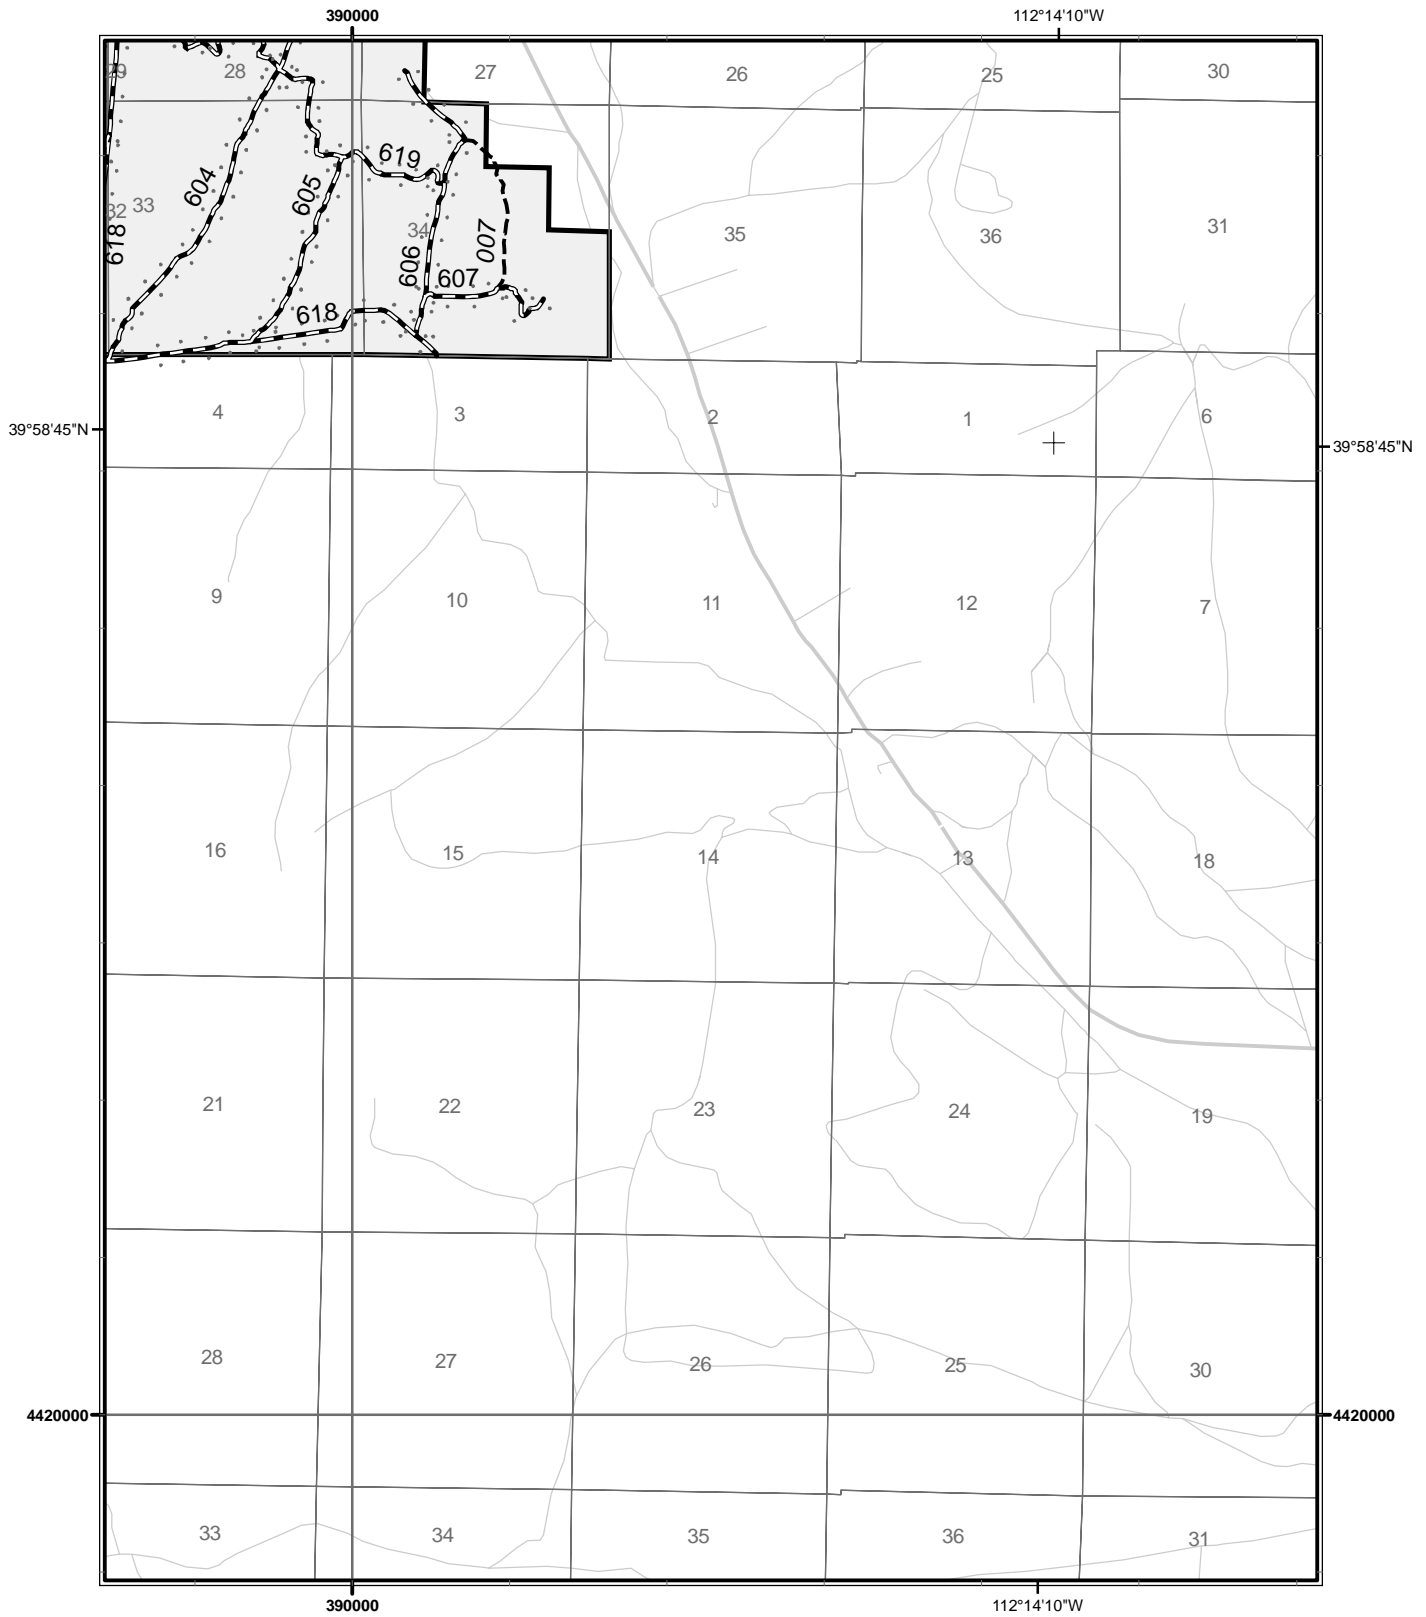 390000 112°14'10"W
29 28 27 26 25 30
619
604 605
32 33
618 34 606 007 35 36 31
607
618
4 3 2 1 6
39°58'45"N 39°58'45"N
9 10 11 12 7
16 15 14 13 18
21 22 23 24 19
28 27 26 25 30
4420000 4420000
33 34 35 36 31
390000 112°14'10"W